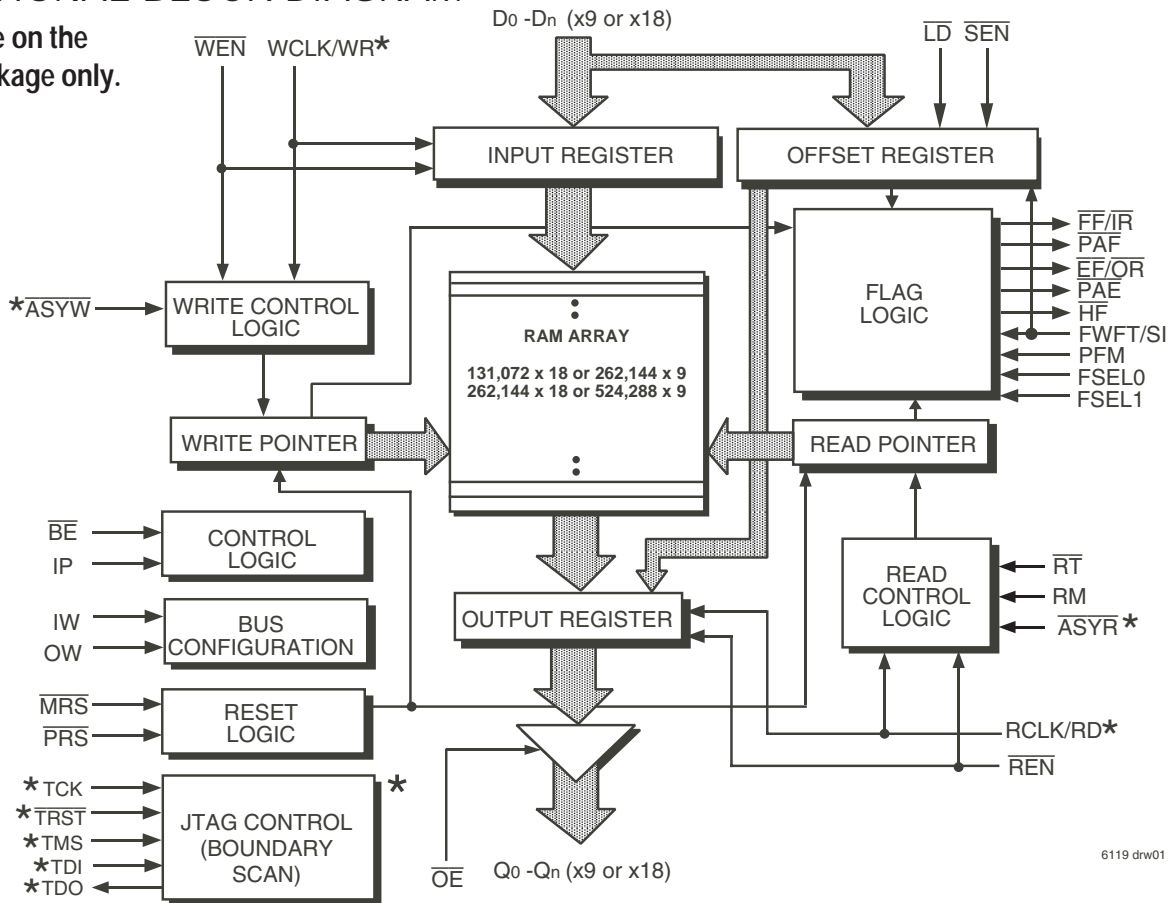 e on the
kage only.
D0 -Dn (x9 or x18)
WEN
WCLK/WR*
LD
SEN
INPUT REGISTER
OFFSET REGISTER
*ASYW
WRITE CONTROL
LOGIC
RAM ARRAY
131,072 x 18 or 262,144 x 9
262,144 x 18 or 524,288 x 9
FLAG
LOGIC
FF/IR
PAF
EF/OR
PAE
HF
FWFT/SI
PFM
FSEL0
FSEL1
WRITE POINTER
READ POINTER
BE
IP
CONTROL
LOGIC
IW
OW
BUS
CONFIGURATION
OUTPUT REGISTER
READ
CONTROL
LOGIC
RT
RM
ASYR*
MRS
PRS
RESET
LOGIC
RCLK/RD*
REN
*TCK
*TRST
*TMS
*TDI
*TDO
JTAG CONTROL
(BOUNDARY
SCAN)
*
OE
Q0 -Qn (x9 or x18)
6119 drw01